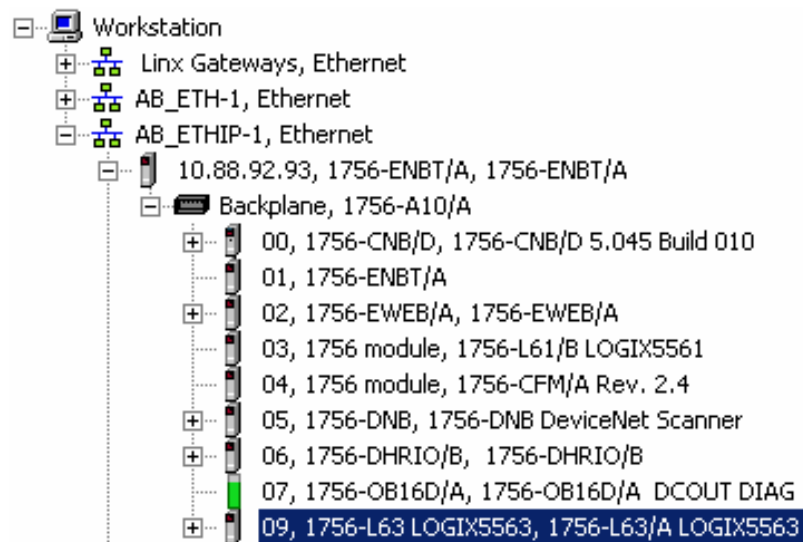 Workstation
Linx Gateways, Ethernet
AB_ETH-1, Ethernet
AB_ETHIP-1, Ethernet
10.88.92.93, 1756-ENBT/A, 1756-ENBT/A
Backplane, 1756-A10/A
00, 1756-CNB/D, 1756-CNB/D 5.045 Build 010
01, 1756-ENBT/A
02, 1756-EWEB/A, 1756-EWEB/A
03, 1756 module, 1756-L61/B LOGIX5561
04, 1756 module, 1756-CFM/A Rev. 2.4
05, 1756-DNB, 1756-DNB DeviceNet Scanner
06, 1756-DHRIO/B, 1756-DHRIO/B
07, 1756-OB16D/A, 1756-OB16D/A DCOUT DIAG
09, 1756-L63 LOGIX5563, 1756-L63/A LOGIX5563